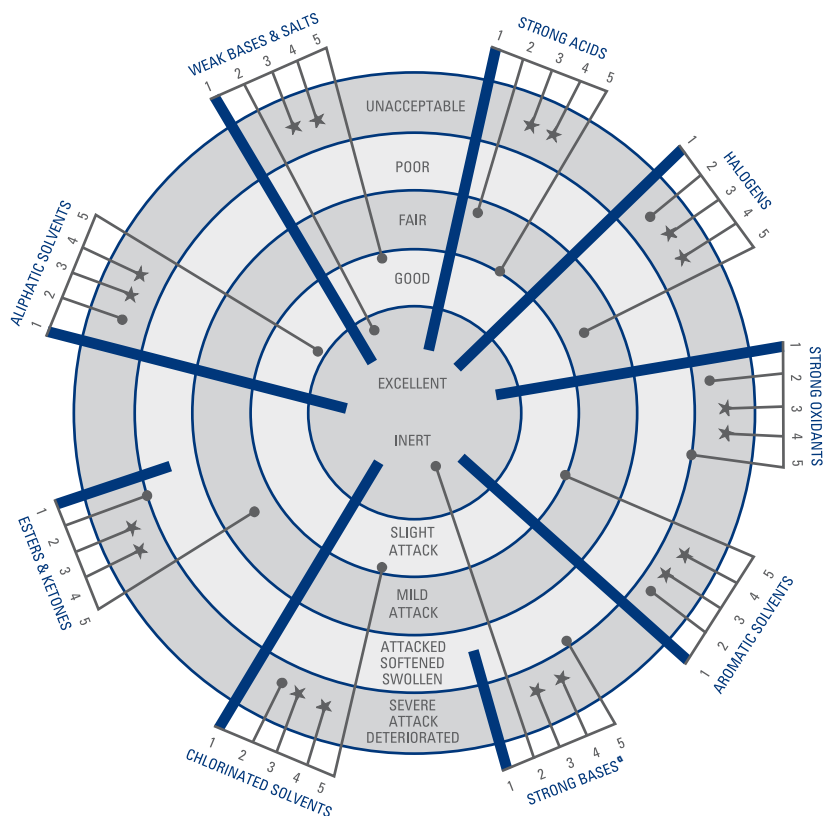 WEAK BASES & SALTS
1 2 3 4 5
STRONG ACIDS
1 2 3 4 5
HALOGENS
1 2 3 4 5
STRONG OXIDANTS
1 2 3 4 5
AROMATIC SOLVENTS
1 2 3 4 5
STRONG BASESª
1 2 3 4 5
CHLORINATED SOLVENTS
1 2 3 4 5
ESTERS & KETONES
1 2 3 4 5
ALIPHATIC SOLVENTS
1 2 3 4 5
UNACCEPTABLE
POOR
FAIR
GOOD
EXCELLENT
INERT
SLIGHT
ATTACK
MILD
ATTACK
ATTACKED
SOFTENED
SWOLLEN
SEVERE
ATTACK
DETERIORATED